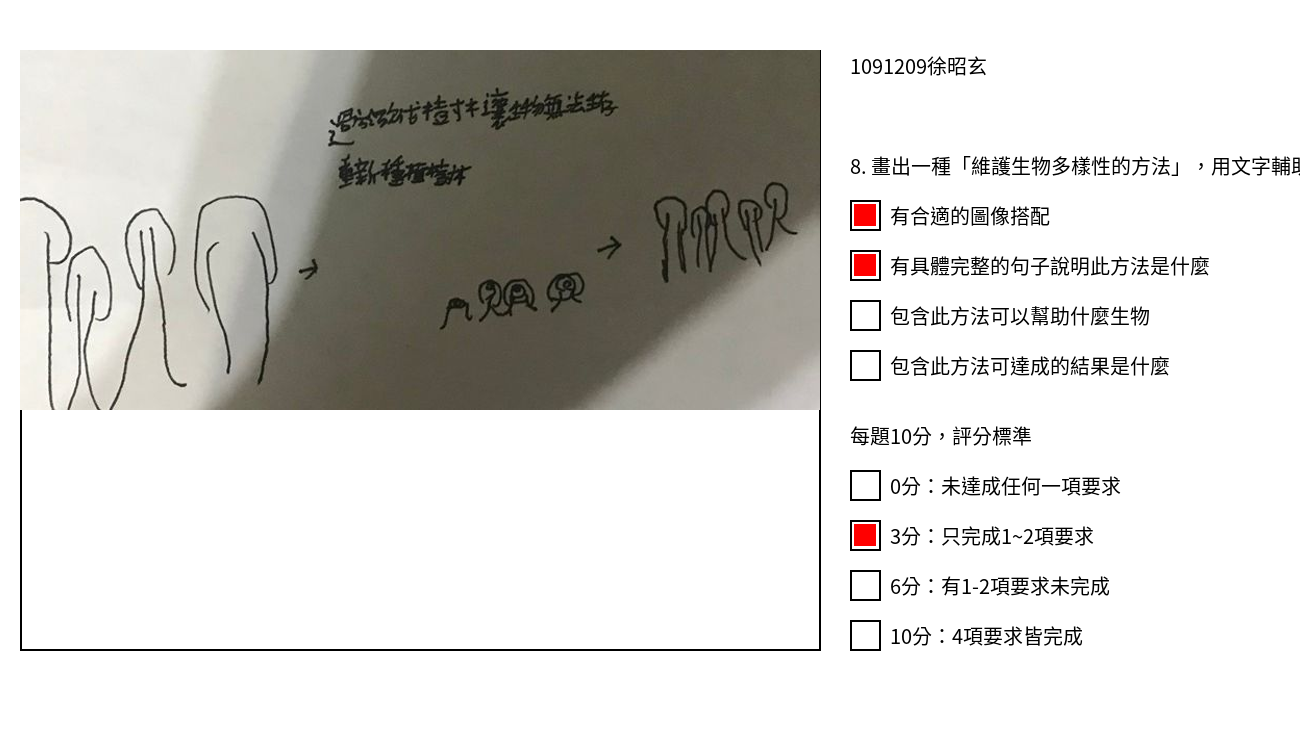 過於砍伐樹木讓生物無法生存
重新種植樹林
1091209徐昭玄
8. 畫出一種「維護生物多樣性的方法」，用文字輔助
有合適的圖像搭配
有具體完整的句子說明此方法是什麼
包含此方法可以幫助什麼生物
包含此方法可達成的結果是什麼
每題10分，評分標準
0分：未達成任何一項要求
3分：只完成1~2項要求
6分：有1-2項要求未完成
10分：4項要求皆完成